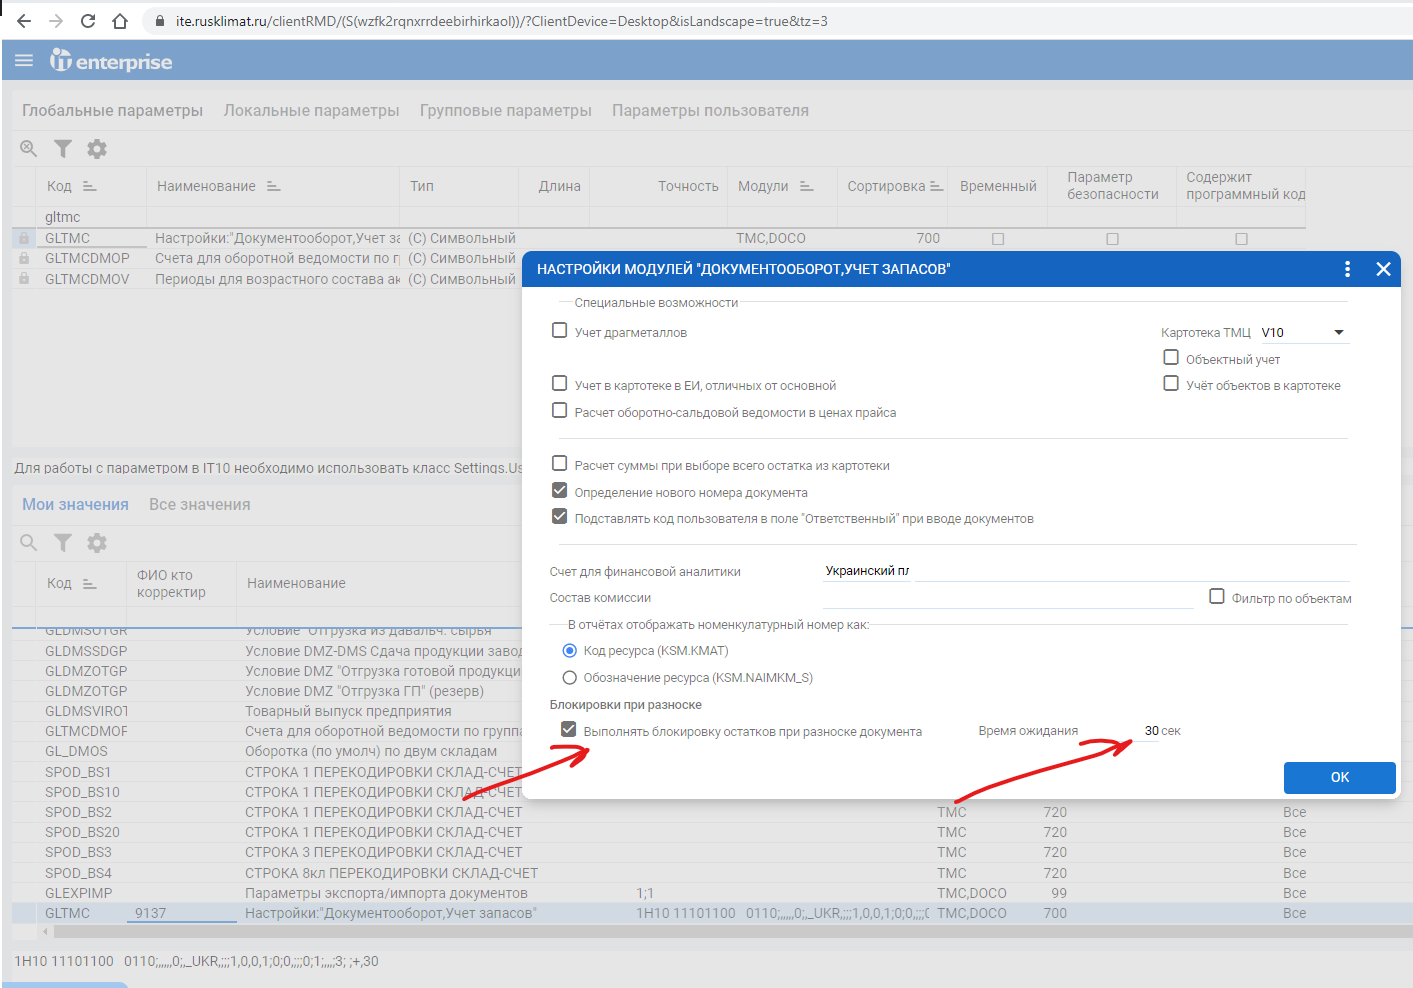 ite.rusklimat.ru/clientRMD/(S(wzfk2rqnxrrdeebirhirkaol))/?ClientDevice=Desktop&isLandscape=true&tz=3
it enterprise
Глобальные параметры Локальные параметры Групповые параметры Параметры пользователя
Код Наименование Тип Длина Точность Модули Сортировка Временный Параметр безопасности Содержит программный код
gltmc
GLTMC Настройки:"Документооборот,Учет за (C) Символьный TMC,DOCO 700
GLTMCDMOP Счета для оборотной ведомости по г (C) Символьный
GLTMCDMOV Периоды для возрастного состава ак (C) Символьный
НАСТРОЙКИ МОДУЛЕЙ "ДОКУМЕНТООБОРОТ,УЧЕТ ЗАПАСОВ"
Специальные возможности
Учет драгметаллов Картотека ТМЦ V10
Объектный учет
Учет в картотеке в ЕИ, отличных от основной Учёт объектов в картотеке
Расчет оборотно-сальдовой ведомости в ценах прайса
Расчет суммы при выборе всего остатка из картотеки
Определение нового номера документа
Подставлять код пользователя в поле "Ответственный" при вводе документов
Счет для финансовой аналитики Украинский пл
Состав комиссии Фильтр по объектам
В отчётах отображать номенкулатурный номер как:
Код ресурса (KSM.KMAT)
Обозначение ресурса (KSM.NAIMKM_S)
Блокировки при разноске
Выполнять блокировку остатков при разноске документа Время ожидания 30 сек
OK
Для работы с параметром в IT10 необходимо использовать класс Settings.Us
Мои значения Все значения
Код ФИО кто корректир Наименование
GLDMSOTGR Условие "Отгрузка из давальч. сырья
GLDMSSDGP Условие DMZ-DMS Сдача продукции заво
GLDMZOTGP Условие DMZ "Отгрузка готовой продукци
GLDMZOTGP Условие DMZ "Отгрузка ГП" (резерв)
GLDMSVIROT Товарный выпуск предприятия
GLTMCDMOF Счета для оборотной ведомости по групп
GL_DMOS Оборотка (по умолч) по двум складам
SPOD_BS1 СТРОКА 1 ПЕРЕКОДИРОВКИ СКЛАД-СЧЕТ
SPOD_BS10 СТРОКА 1 ПЕРЕКОДИРОВКИ СКЛАД-СЧЕТ
SPOD_BS2 СТРОКА 1 ПЕРЕКОДИРОВКИ СКЛАД-СЧЕТ TMC 720 Все
SPOD_BS20 СТРОКА 1 ПЕРЕКОДИРОВКИ СКЛАД-СЧЕТ TMC 720 Все
SPOD_BS3 СТРОКА 3 ПЕРЕКОДИРОВКИ СКЛАД-СЧЕТ TMC 720 Все
SPOD_BS4 СТРОКА 8кл ПЕРЕКОДИРОВКИ СКЛАД-СЧЕТ TMC 720 Все
GLEXPIMP Параметры экспорта/импорта документов 1;1 TMC,DOCO 99 Все
GLTMC 9137 Настройки:"Документооборот,Учет запасов" 1H10 11101100 0110;,,,,,0;,_UKR,;;;1,0,0,1;0;0,;;;0 TMC,DOCO 700 Все
1H10 11101100 0110;,,,,,0;,_UKR,;;;1,0,0,1;0;0,;;;0;1;,,,;3; ;+,30